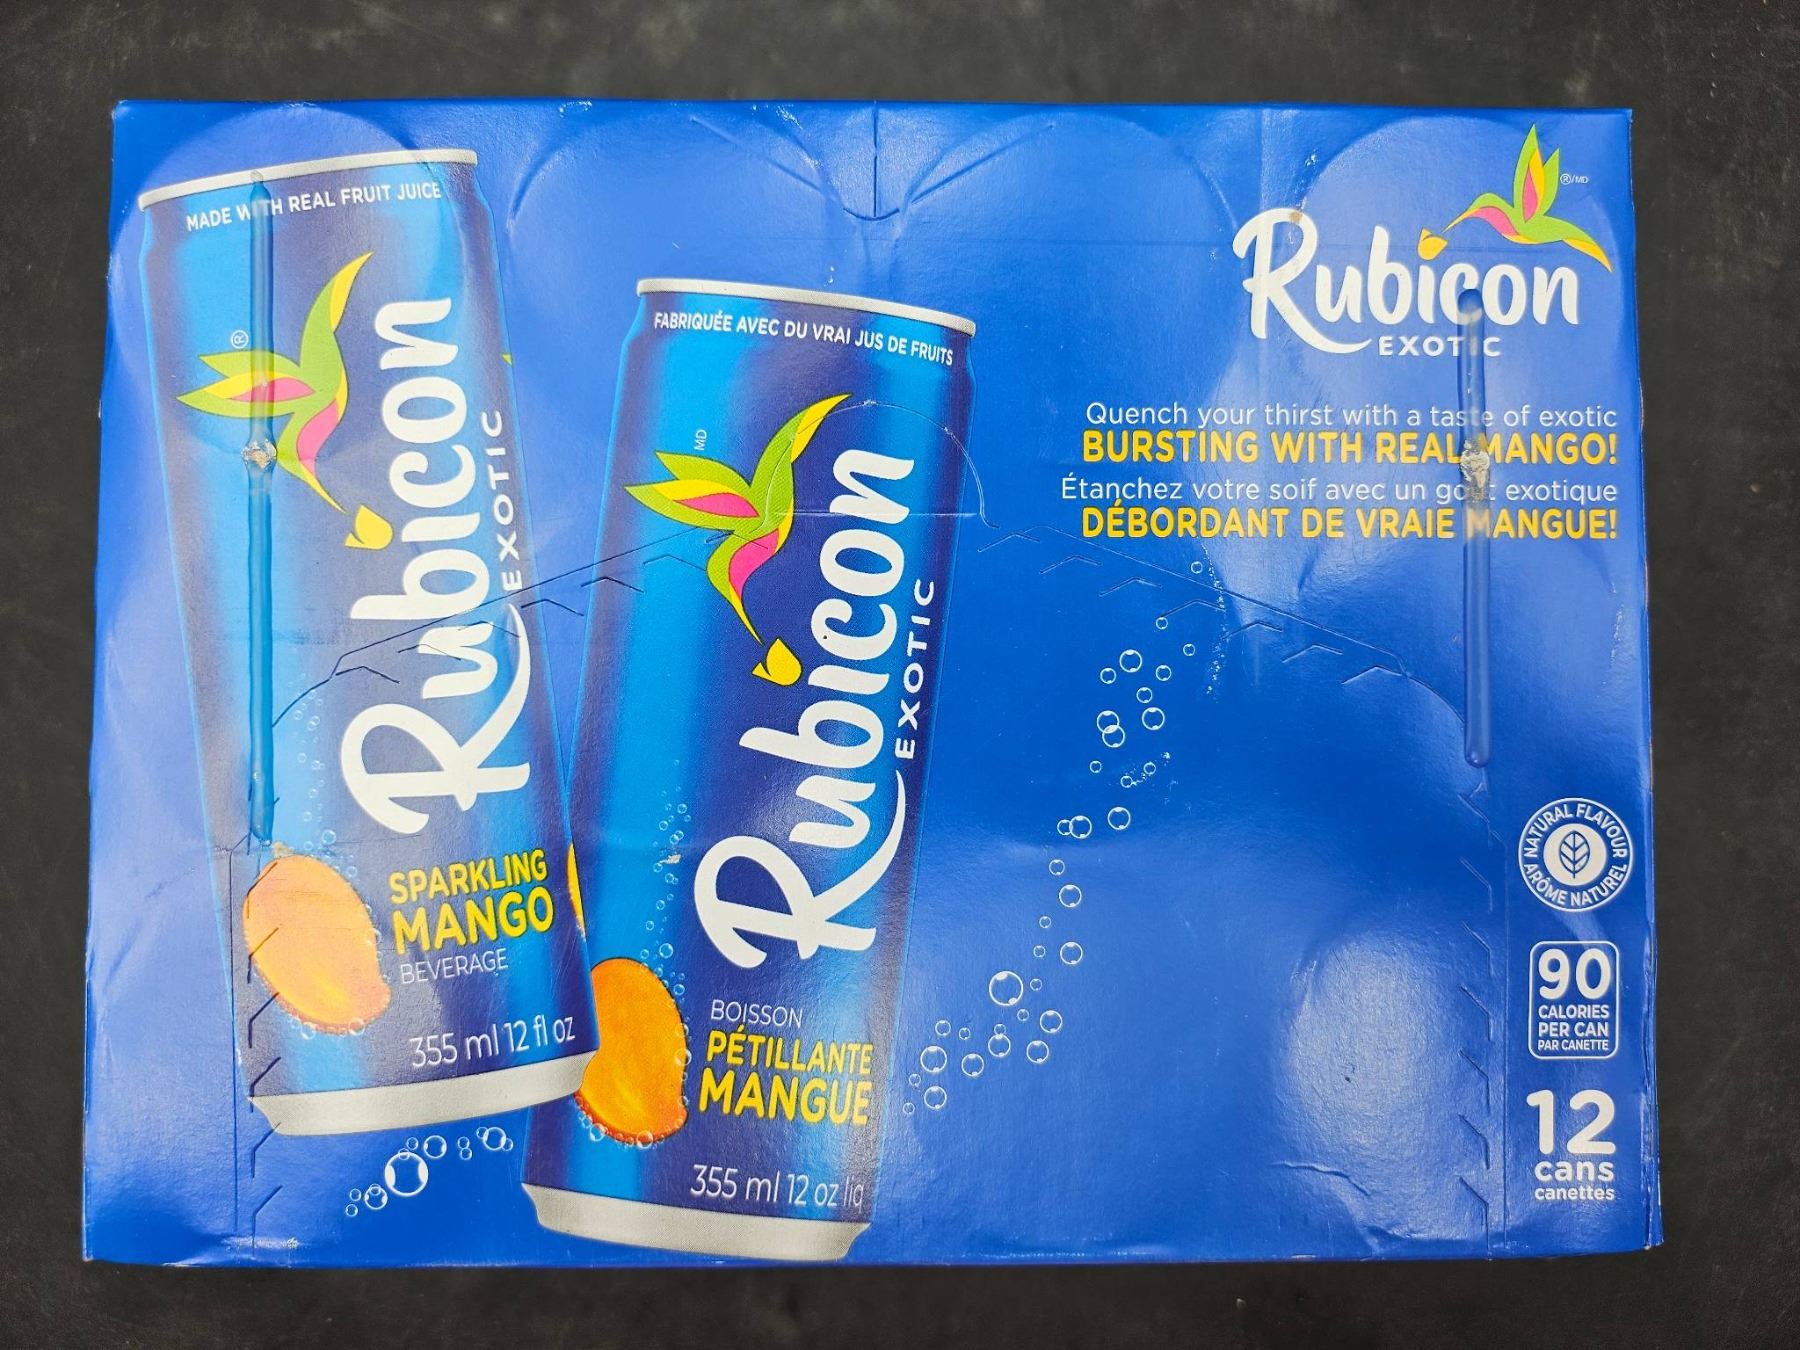 MADE WITH REAL FRUIT JUICE
®
Rubicon
EXOTIC
SPARKLING
MANGO
BEVERAGE
355 ml 12 fl oz
FABRIQUÉE AVEC DU VRAI JUS DE FRUITS
MD
Rubicon
EXOTIC
BOISSON
PÉTILLANTE
MANGUE
355 ml 12 oz liq
®/MD
Rubicon
EXOTIC
Quench your thirst with a taste of exotic
BURSTING WITH REAL MANGO!
Étanchez votre soif avec un goût exotique
DÉBORDANT DE VRAIE MANGUE!
NATURAL FLAVOUR
ARÔME NATUREL
90
CALORIES
PER CAN
PAR CANETTE
12
cans
canettes